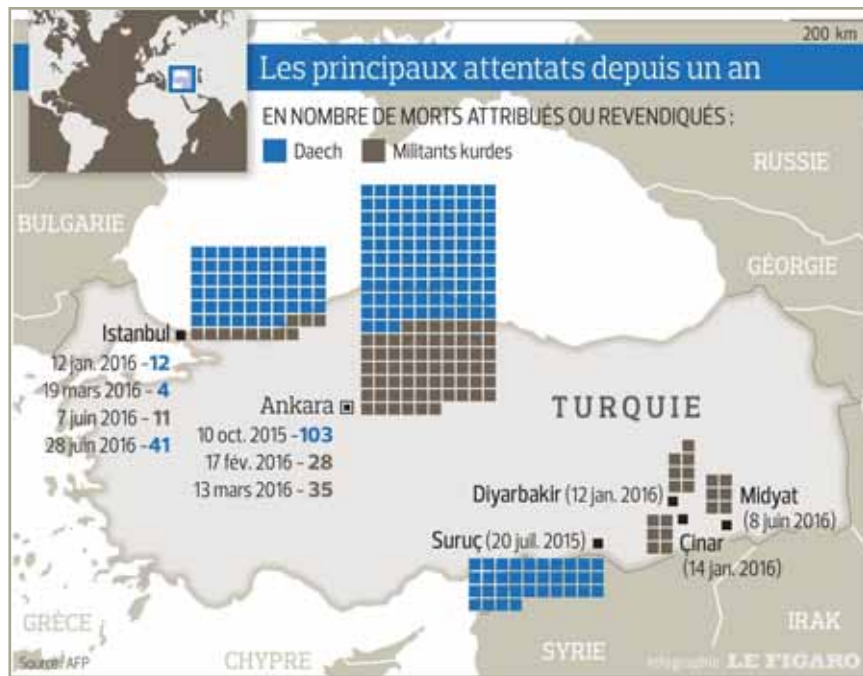 200 km
Les principaux attentats depuis un an
EN NOMBRE DE MORTS ATTRIBUÉS OU REVENDIQUÉS :
Daech
Militants kurdes
RUSSIE
BULGARIE
GÉORGIE
Istanbul
12 jan. 2016 - 12
19 mars 2016 - 4
7 juin 2016 - 11
28 juin 2016 - 41
Ankara
10 oct. 2015 - 103
17 fév. 2016 - 28
13 mars 2016 - 35
TURQUIE
Diyarbakir (12 jan. 2016)
Midyat
(8 juin 2016)
Suruç (20 juil. 2015)
Çinar
(14 jan. 2016)
GRÈCE
CHYPRE
SYRIE
IRAK
Source : AFP
infographie LE FIGARO